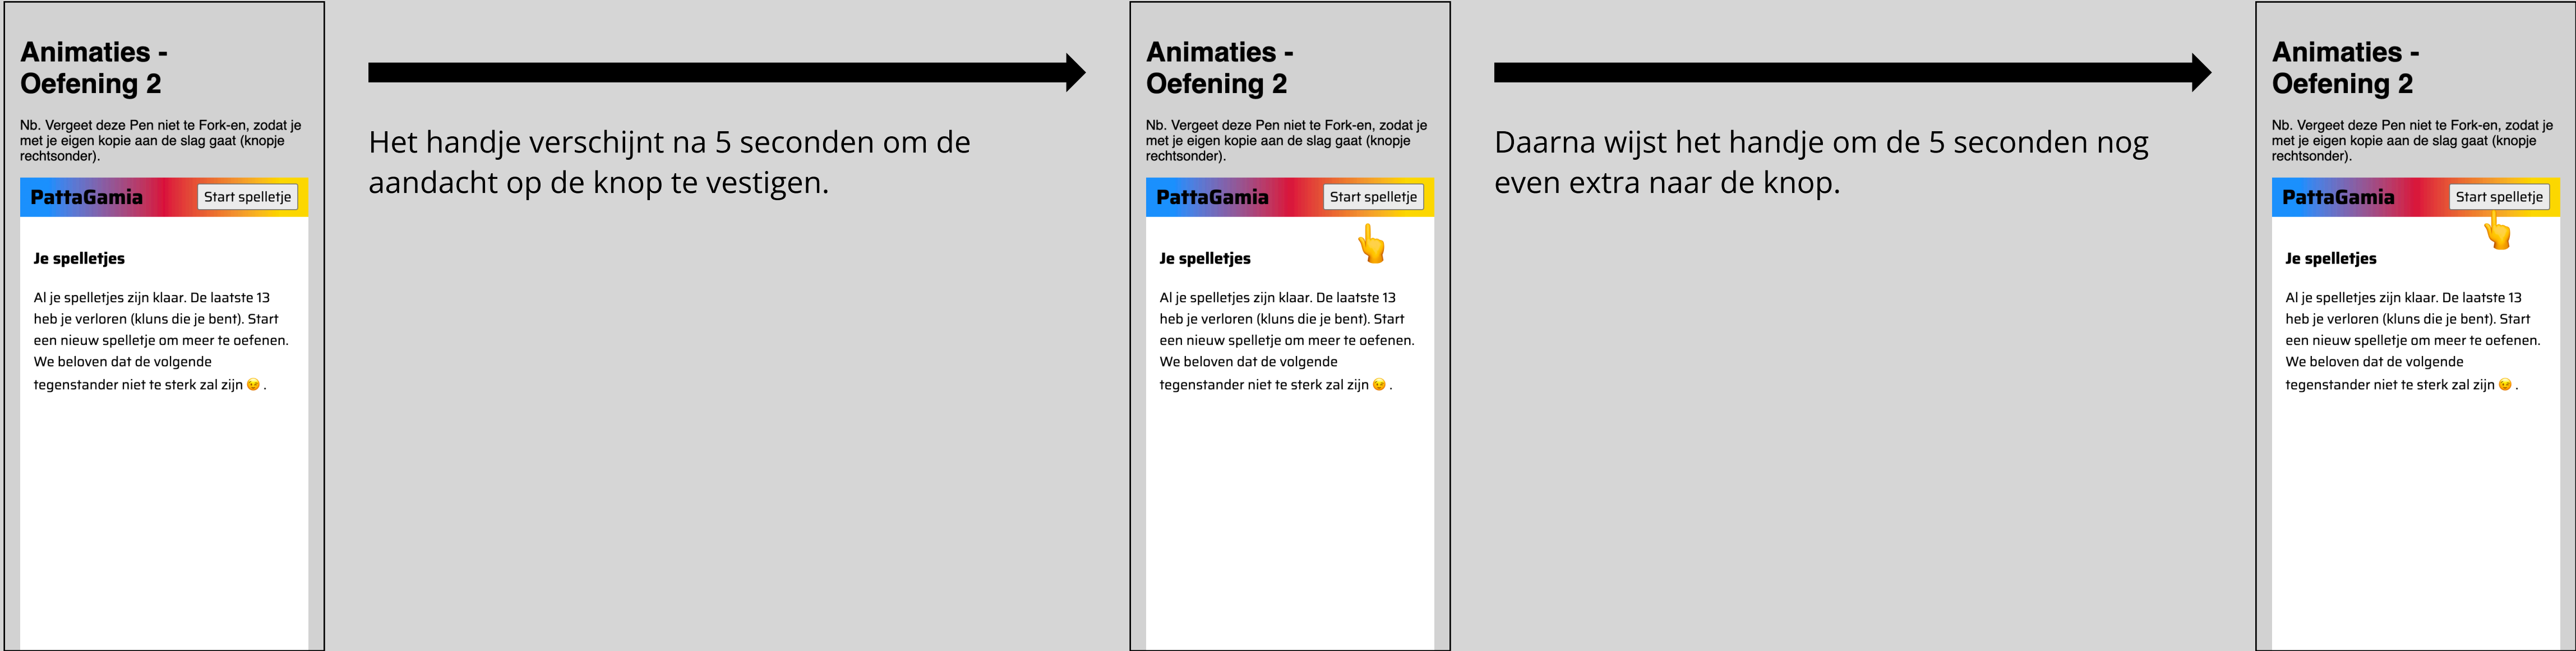 Animaties -
Oefening 2
Nb. Vergeet deze Pen niet te Fork-en, zodat je
met je eigen kopie aan de slag gaat (knopje
rechtsonder).
PattaGamia
Start spelletje
Je spelletjes
Al je spelletjes zijn klaar. De laatste 13
heb je verloren (kluns die je bent). Start
een nieuw spelletje om meer te oefenen.
We beloven dat de volgende
tegenstander niet te sterk zal zijn 😉 .
Het handje verschijnt na 5 seconden om de
aandacht op de knop te vestigen.
Animaties -
Oefening 2
Nb. Vergeet deze Pen niet te Fork-en, zodat je
met je eigen kopie aan de slag gaat (knopje
rechtsonder).
PattaGamia
Start spelletje
Je spelletjes
Al je spelletjes zijn klaar. De laatste 13
heb je verloren (kluns die je bent). Start
een nieuw spelletje om meer te oefenen.
We beloven dat de volgende
tegenstander niet te sterk zal zijn 😉 .
Daarna wijst het handje om de 5 seconden nog
even extra naar de knop.
Animaties -
Oefening 2
Nb. Vergeet deze Pen niet te Fork-en, zodat je
met je eigen kopie aan de slag gaat (knopje
rechtsonder).
PattaGamia
Start spelletje
Je spelletjes
Al je spelletjes zijn klaar. De laatste 13
heb je verloren (kluns die je bent). Start
een nieuw spelletje om meer te oefenen.
We beloven dat de volgende
tegenstander niet te sterk zal zijn 😉 .